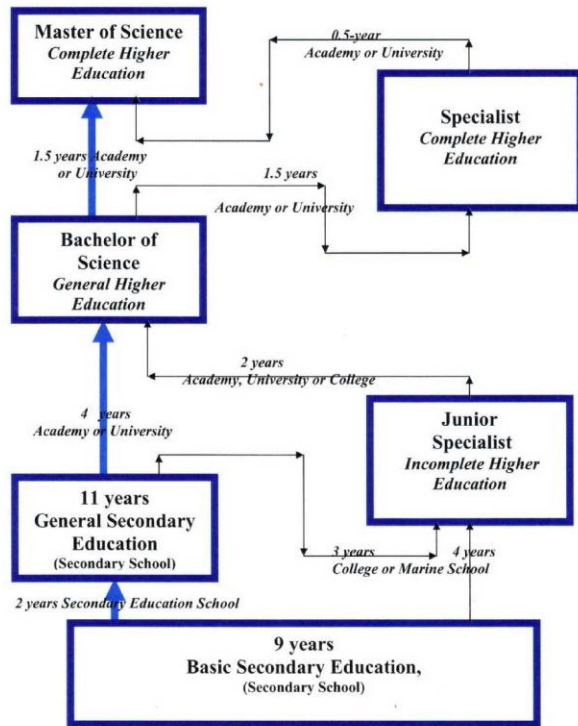 Master of Science
Complete Higher
Education
0.5-year
Academy or University
Specialist
Complete Higher
Education
1.5 years Academy
or University
1.5 years
Academy or University
Bachelor of
Science
General Higher
Education
2 years
Academy, University or College
4 years
Academy or University
Junior
Specialist
Incomplete Higher
Education
11 years
General Secondary
Education
(Secondary School)
3 years
4 years
College or Marine School
2 years Secondary Education School
9 years
Basic Secondary Education,
(Secondary School)